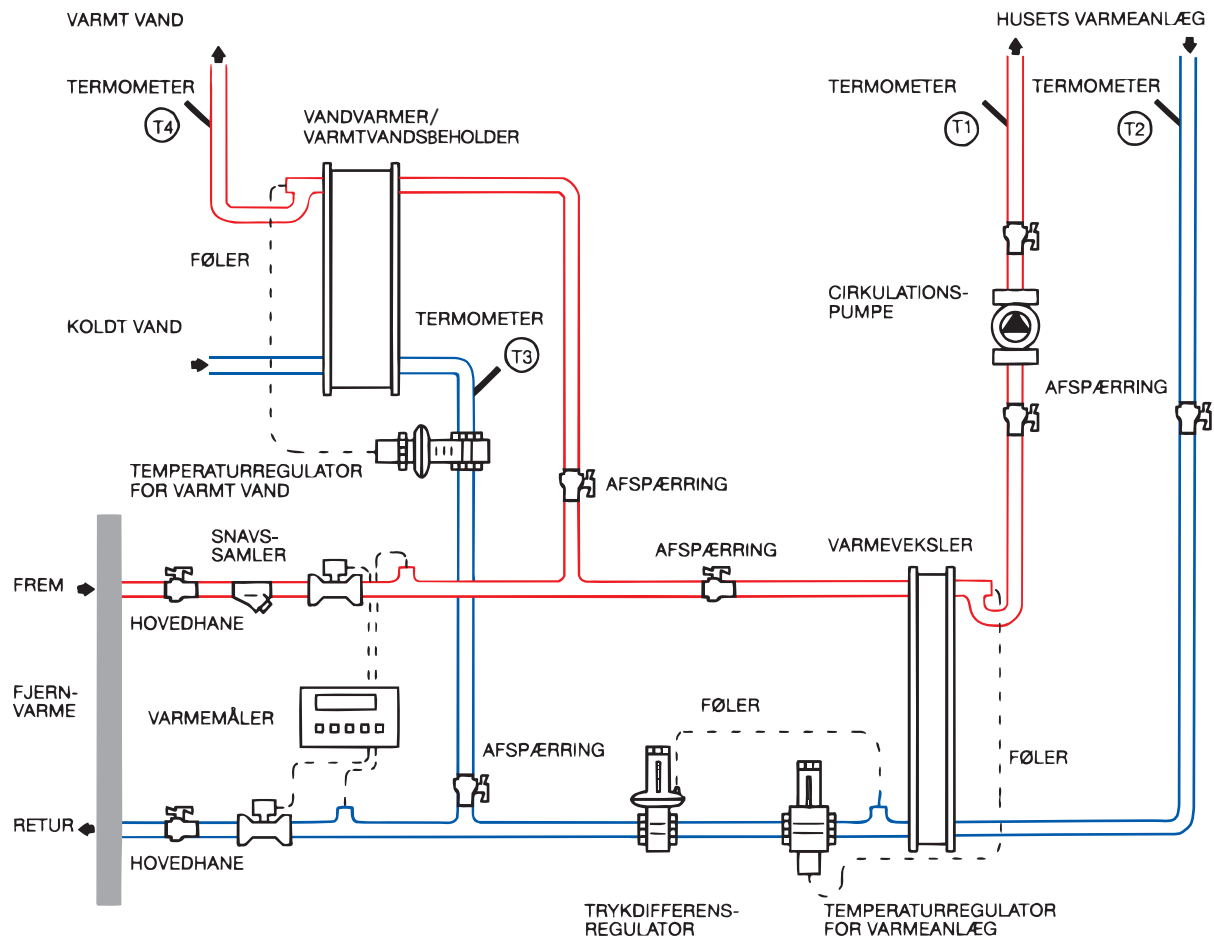 VARMT VAND
HUSETS VARMEANLÆG
TERMOMETER
T4
VANDVARMER/
VARMTVANDSBEHOLDER
TERMOMETER
T1
TERMOMETER
T2
FØLER
KOLDT VAND
TERMOMETER
T3
CIRKULATIONS-
PUMPE
AFSPÆRRING
TEMPERATURREGULATOR
FOR VARMT VAND
AFSPÆRRING
SNAVS-
SAMLER
AFSPÆRRING
VARMEVEKSLER
FREM
HOVEDHANE
FJERN-
VARME
VARMEMÅLER
FØLER
AFSPÆRRING
FØLER
RETUR
HOVEDHANE
TRYKDIFFERENS-
REGULATOR
TEMPERATURREGULATOR
FOR VARMEANLÆG